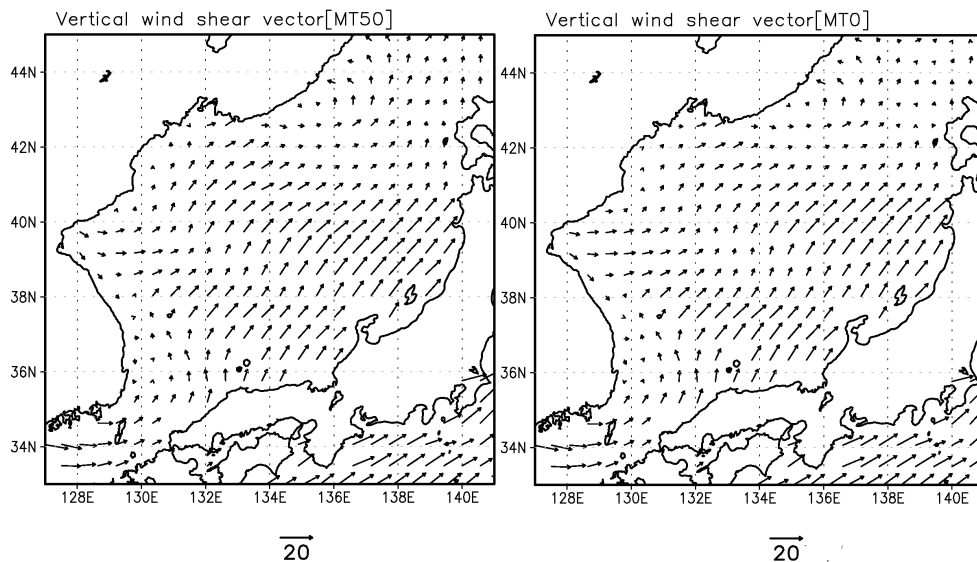 Vertical wind shear vector[MT50]
44N
42N
40N
38N
36N
34N
128E 130E 132E 134E 136E 138E 140E
20
Vertical wind shear vector[MT0]
44N
42N
40N
38N
36N
34N
128E 130E 132E 134E 136E 138E 140E
20